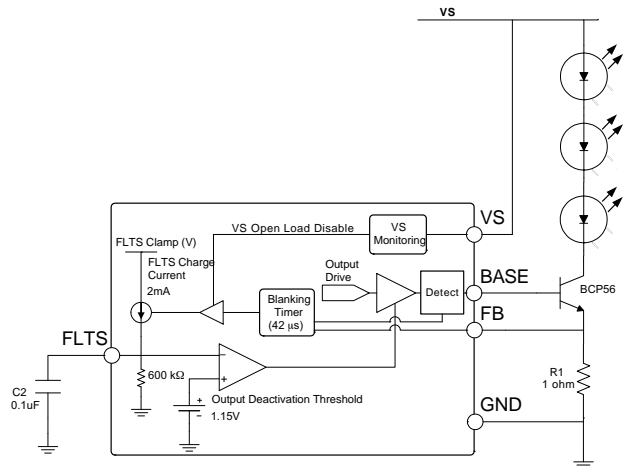 VS
VS
VS Open Load Disable
VS
Monitoring
FLTS Clamp (V)
FLTS Charge
Current
2mA
Output
Drive
BASE
Detect
BCP56
Blanking
Timer
(42 µs)
FB
FLTS
600 kΩ
−
+
R1
1 ohm
C2
0.1uF
+
−
Output Deactivation Threshold
1.15V
GND